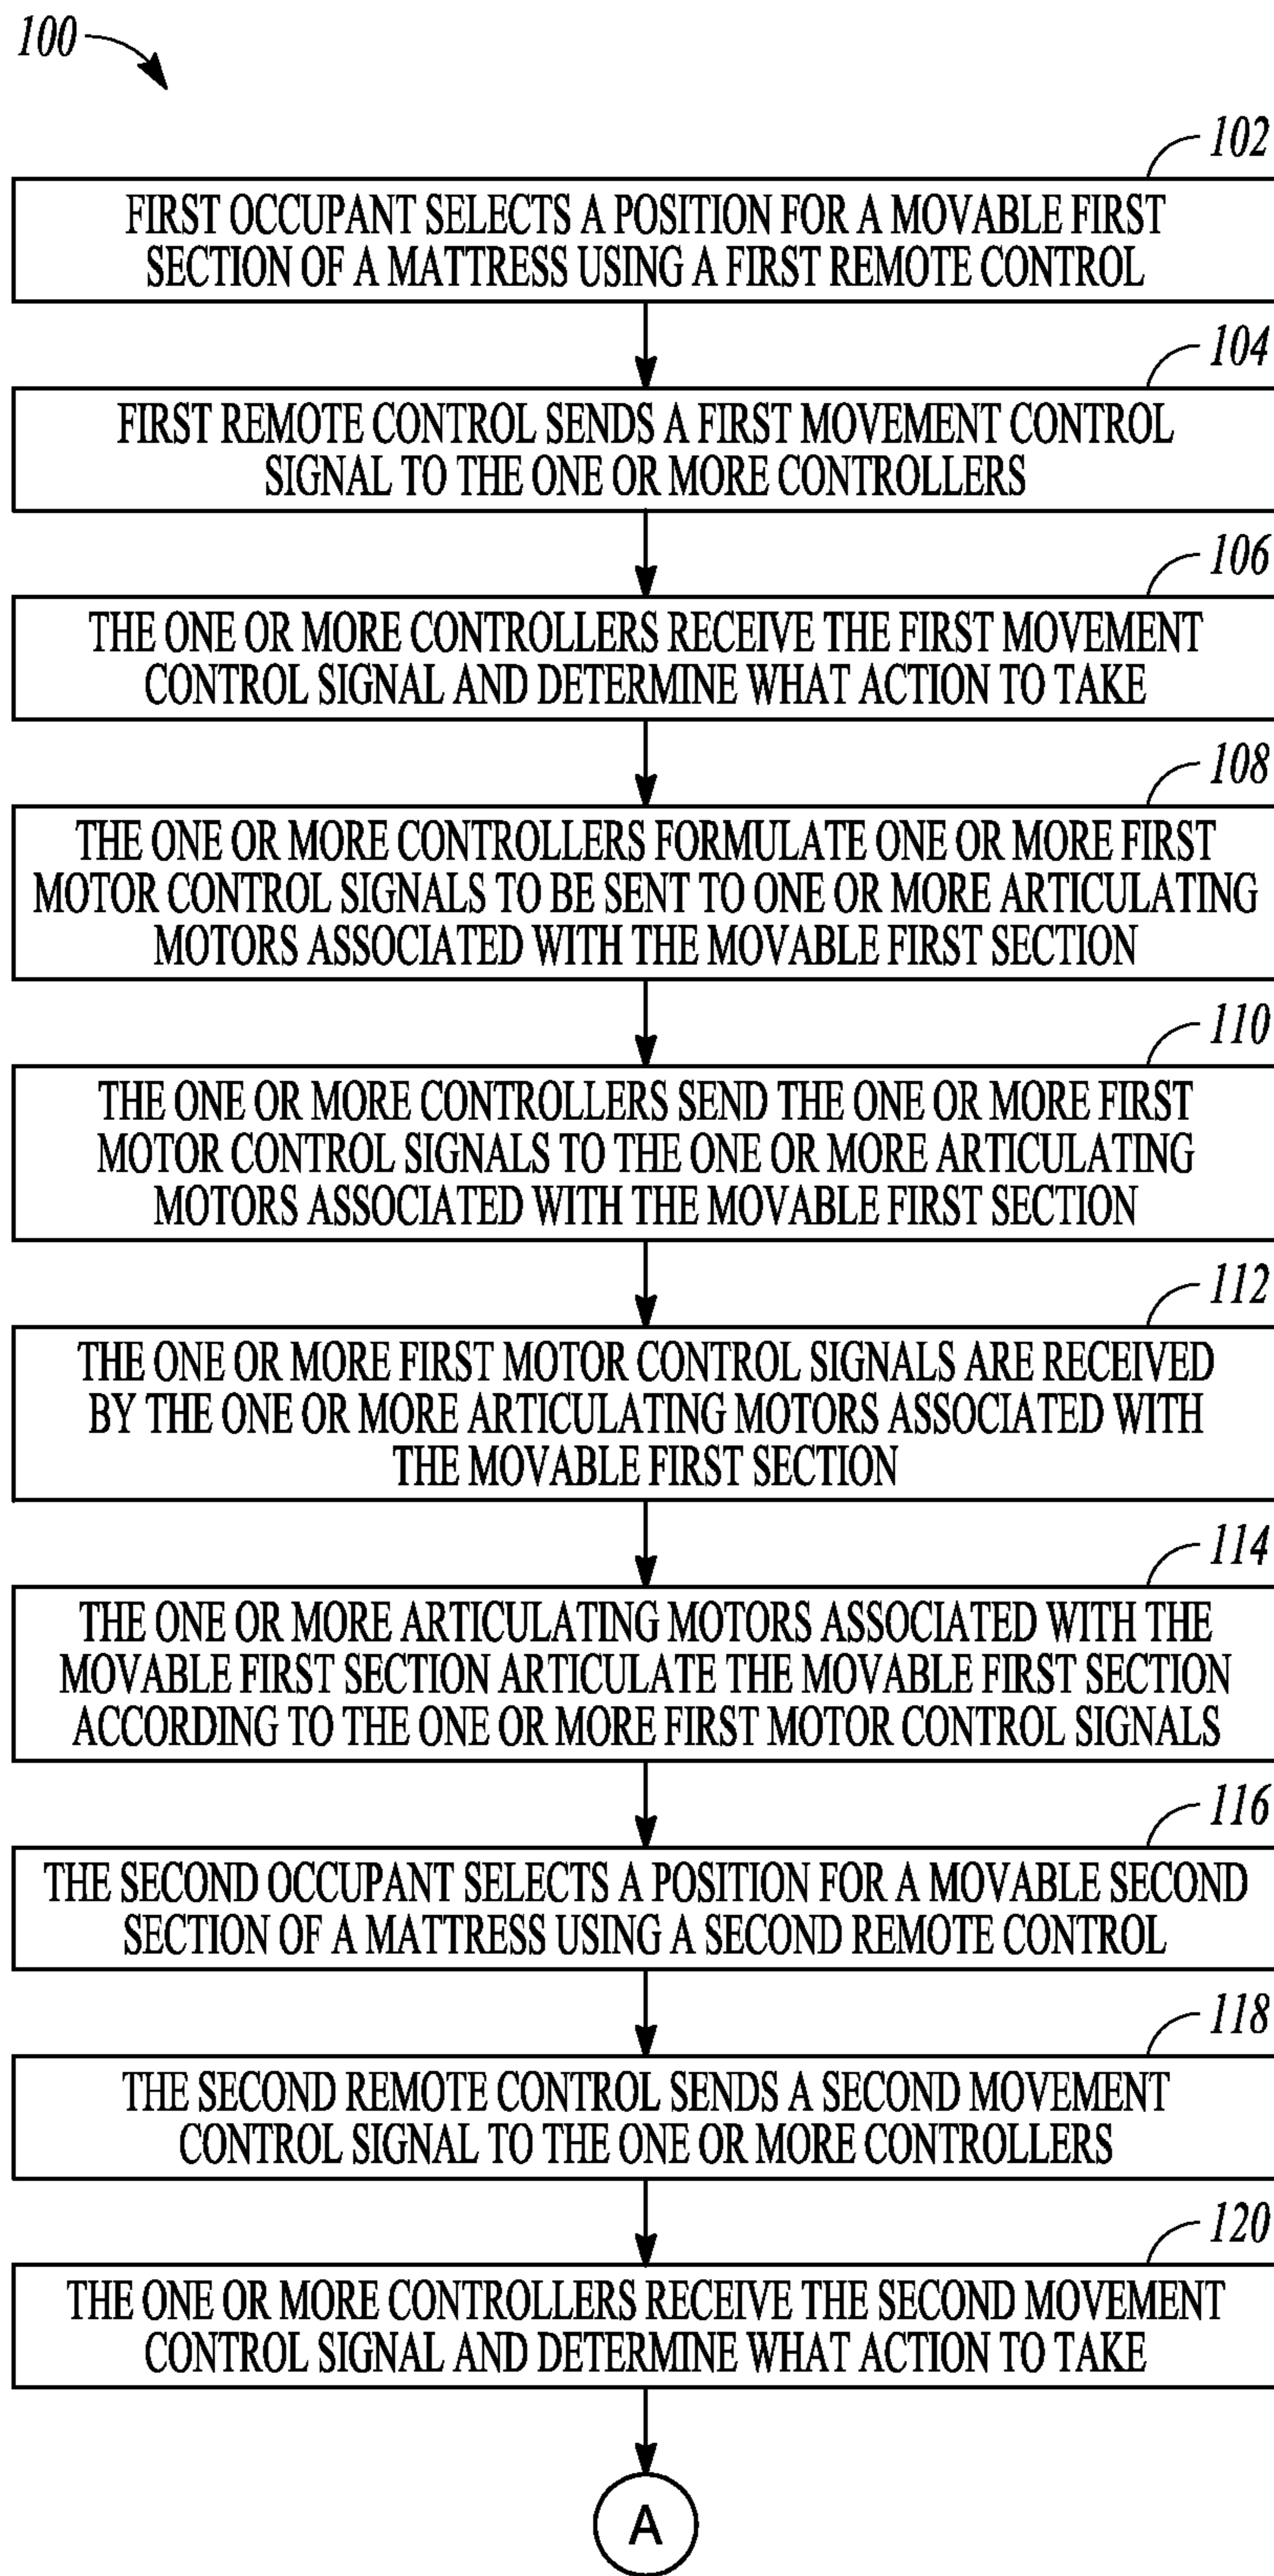 100
102
FIRST OCCUPANT SELECTS A POSITION FOR A MOVABLE FIRST
SECTION OF A MATTRESS USING A FIRST REMOTE CONTROL
104
FIRST REMOTE CONTROL SENDS A FIRST MOVEMENT CONTROL
SIGNAL TO THE ONE OR MORE CONTROLLERS
106
THE ONE OR MORE CONTROLLERS RECEIVE THE FIRST MOVEMENT
CONTROL SIGNAL AND DETERMINE WHAT ACTION TO TAKE
108
THE ONE OR MORE CONTROLLERS FORMULATE ONE OR MORE FIRST
MOTOR CONTROL SIGNALS TO BE SENT TO ONE OR MORE ARTICULATING
MOTORS ASSOCIATED WITH THE MOVABLE FIRST SECTION
110
THE ONE OR MORE CONTROLLERS SEND THE ONE OR MORE FIRST
MOTOR CONTROL SIGNALS TO THE ONE OR MORE ARTICULATING
MOTORS ASSOCIATED WITH THE MOVABLE FIRST SECTION
112
THE ONE OR MORE FIRST MOTOR CONTROL SIGNALS ARE RECEIVED
BY THE ONE OR MORE ARTICULATING MOTORS ASSOCIATED WITH
THE MOVABLE FIRST SECTION
114
THE ONE OR MORE ARTICULATING MOTORS ASSOCIATED WITH THE
MOVABLE FIRST SECTION ARTICULATE THE MOVABLE FIRST SECTION
ACCORDING TO THE ONE OR MORE FIRST MOTOR CONTROL SIGNALS
116
THE SECOND OCCUPANT SELECTS A POSITION FOR A MOVABLE SECOND
SECTION OF A MATTRESS USING A SECOND REMOTE CONTROL
118
THE SECOND REMOTE CONTROL SENDS A SECOND MOVEMENT
CONTROL SIGNAL TO THE ONE OR MORE CONTROLLERS
120
THE ONE OR MORE CONTROLLERS RECEIVE THE SECOND MOVEMENT
CONTROL SIGNAL AND DETERMINE WHAT ACTION TO TAKE
A